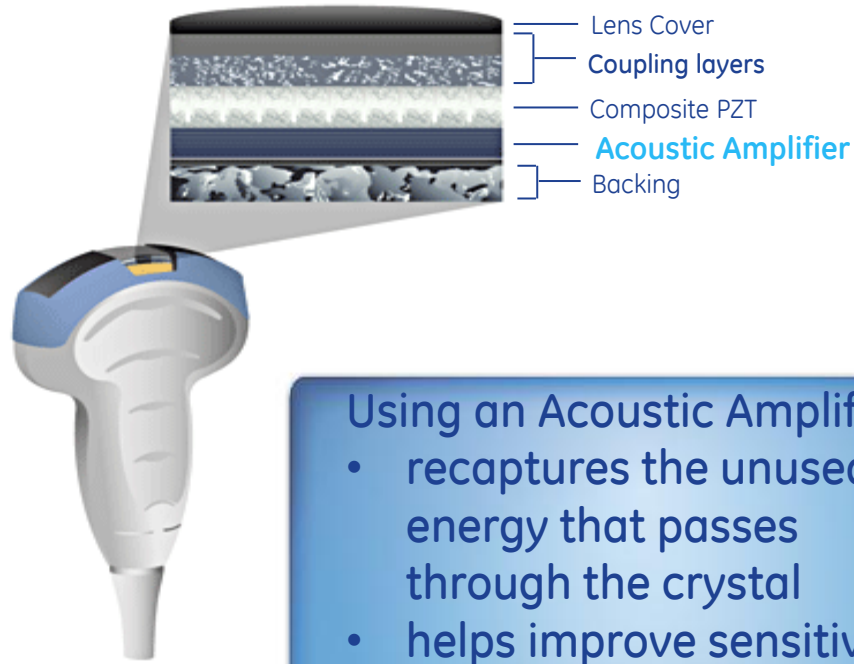 Lens Cover
Coupling layers
Composite PZT
Acoustic Amplifier
Backing
Using an Acoustic Amplif
• recaptures the unused
energy that passes
through the crystal
• helps improve sensitiv